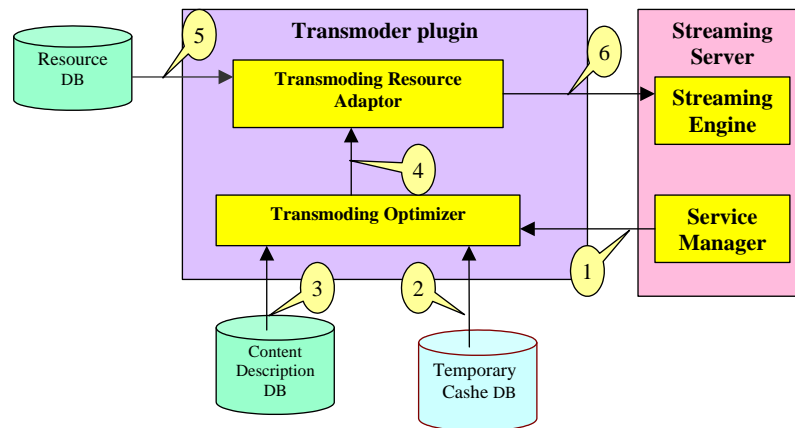 5
Transmoder plugin
Streaming
Server
Resource
DB
6
Transmoding Resource
Adaptor
Streaming
Engine
4
Transmoding Optimizer
Service
Manager
1
3
2
Content
Description
DB
Temporary
Cashe DB